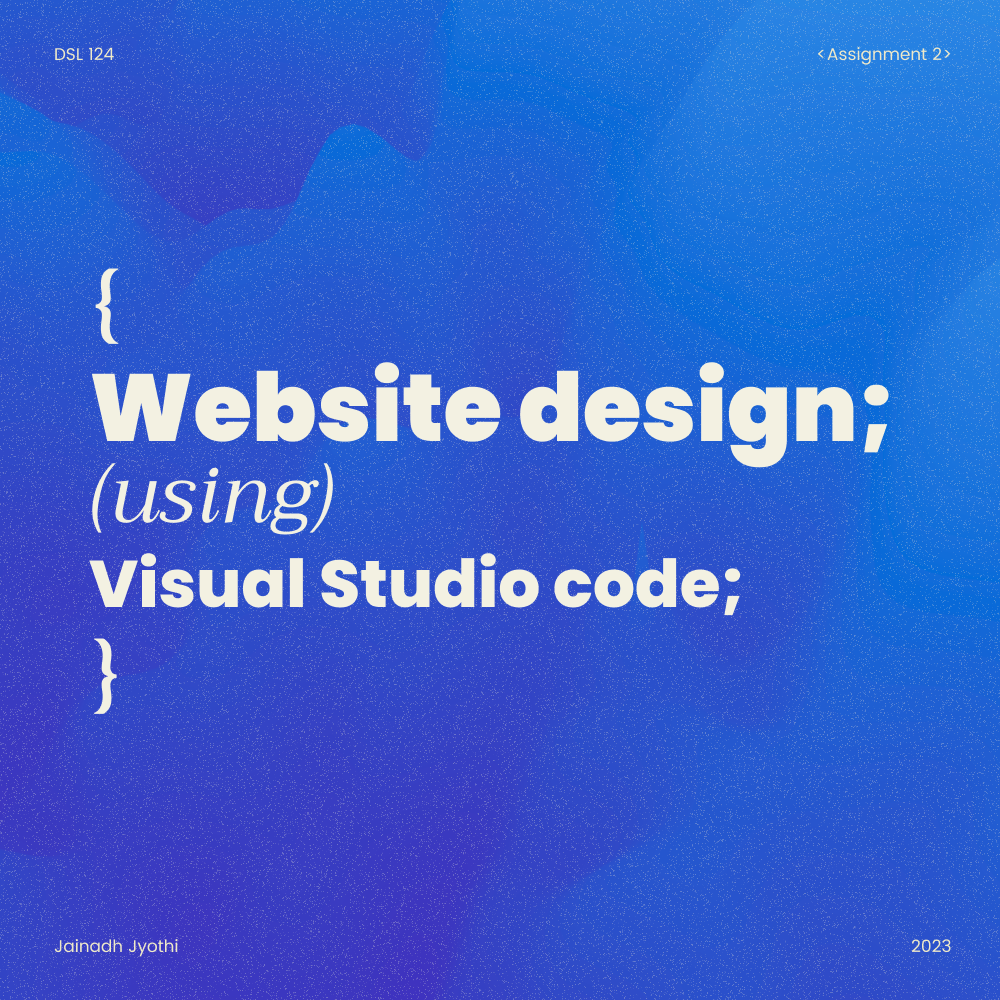 DSL 124
<Assignment 2>
{
Website design;
(using)
Visual Studio code;
}
Jainadh Jyothi
2023